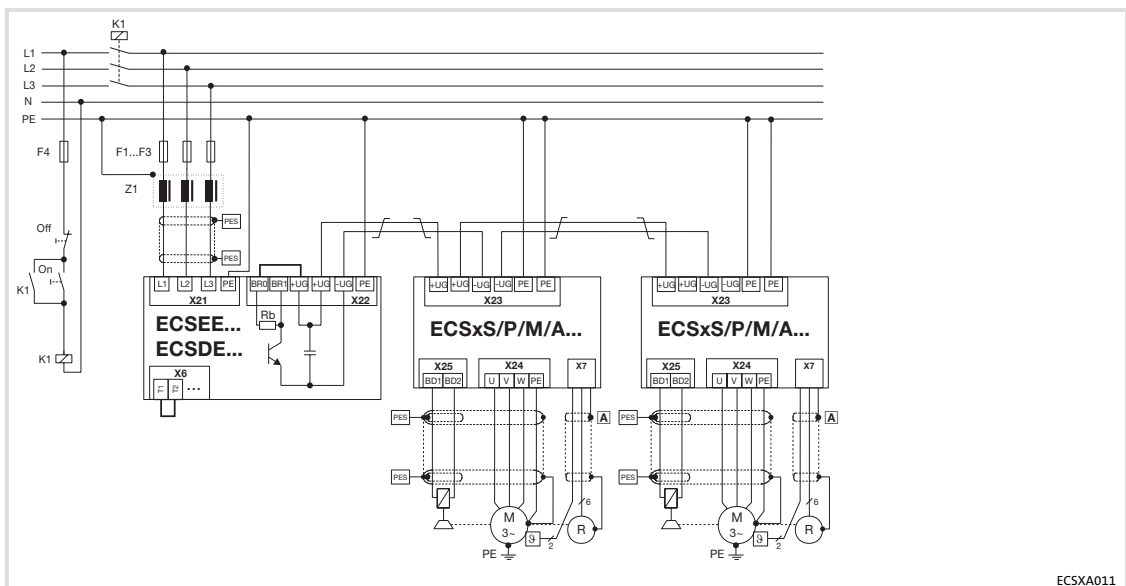 K1
L1
L2
L3
N
PE
F4
F1...F3
Z1
PES
PES
Off
On
K1
K1
L1 L2 L3 PE
X21
BR0 BR1 +UG +UG -UG PE
X22
Rb
ECSEE...
ECSDE...
X6
T1 T2 ...
+UG +UG -UG -UG PE PE
X23
ECSxS/P/M/A...
X25
BD1 BD2
X24
U V W PE
X7
PES
PES
A
M
3~
ϑ
2
6
R
PE
+UG +UG -UG -UG PE PE
X23
ECSxS/P/M/A...
X25
BD1 BD2
X24
U V W PE
X7
PES
PES
A
M
3~
ϑ
2
6
R
PE
ECSXA011